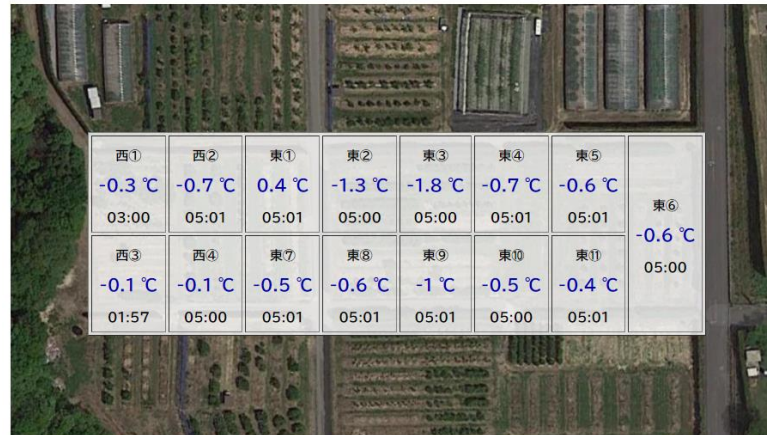 西① 西② 東① 東② 東③ 東④ 東⑤
-0.3 ℃ -0.7 ℃ 0.4 ℃ -1.3 ℃ -1.8 ℃ -0.7 ℃ -0.6 ℃
03:00 05:01 05:01 05:00 05:00 05:01 05:01
東⑥
-0.6 ℃
05:00
西③ 西④ 東⑦ 東⑧ 東⑨ 東⑩ 東⑪
-0.1 ℃ -0.1 ℃ -0.5 ℃ -0.6 ℃ -1 ℃ -0.5 ℃ -0.4 ℃
01:57 05:00 05:01 05:01 05:01 05:00 05:01